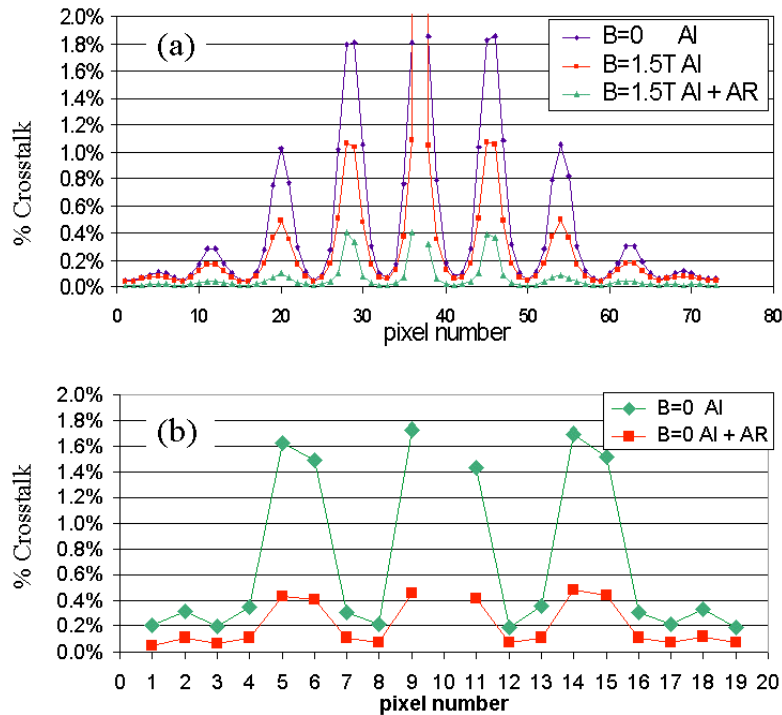 2.0%
1.8%
1.6%
1.4%
1.2%
1.0%
0.8%
0.6%
0.4%
0.2%
0.0%
% Crosstalk
(a)
B=0 Al
B=1.5T Al
B=1.5T Al + AR
0 10 20 30 40 50 60 70 80
pixel number
2.0%
1.8%
1.6%
1.4%
1.2%
1.0%
0.8%
0.6%
0.4%
0.2%
0.0%
% Crosstalk
(b)
B=0 Al
B=0 Al + AR
0 1 2 3 4 5 6 7 8 9 10 11 12 13 14 15 16 17 18 19 20
pixel number